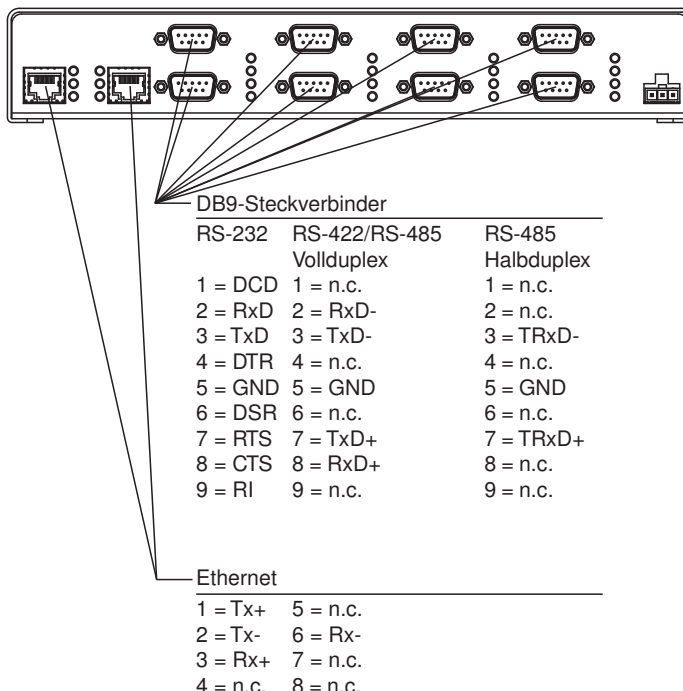 DB9-Steckverbinder
RS-232 RS-422/RS-485 RS-485
Vollduplex Halbduplex
1 = DCD 1 = n.c. 1 = n.c.
2 = RxD 2 = RxD- 2 = n.c.
3 = TxD 3 = TxD- 3 = TRxD-
4 = DTR 4 = n.c. 4 = n.c.
5 = GND 5 = GND 5 = GND
6 = DSR 6 = n.c. 6 = n.c.
7 = RTS 7 = TxD+ 7 = TRxD+
8 = CTS 8 = RxD+ 8 = n.c.
9 = RI 9 = n.c. 9 = n.c.
Ethernet
1 = Tx+ 5 = n.c.
2 = Tx- 6 = Rx-
3 = Rx+ 7 = n.c.
4 = n.c. 8 = n.c.